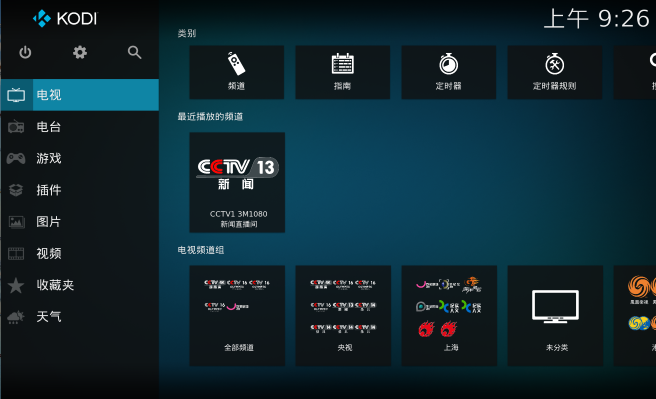 KODI
上午 9:26
电视
电台
游戏
插件
图片
视频
收藏夹
天气
类别
频道
指南
定时器
定时器规则
最近播放的频道
CCTV 13
新闻
CCTV1 3M1080
新闻直播间
电视频道组
全部频道
央视
上海
未分类